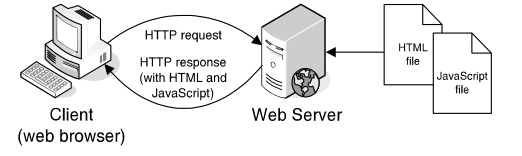 HTTP request
HTTP response
(with HTML and
JavaScript)
HTML
file
JavaScript
file
Client
(web browser)
Web Server